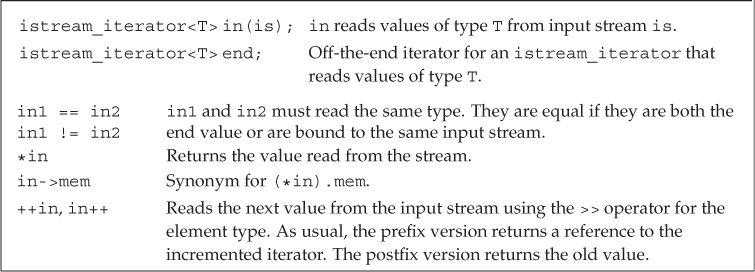 istream_iterator<T> in(is); in reads values of type T from input stream is.
istream_iterator<T> end; Off-the-end iterator for an istream_iterator that
reads values of type T.
in1 == in2 in1 and in2 must read the same type. They are equal if they are both the
in1 != in2 end value or are bound to the same input stream.
*in Returns the value read from the stream.
in->mem Synonym for (*in).mem.
++in, in++ Reads the next value from the input stream using the >> operator for the
element type. As usual, the prefix version returns a reference to the
incremented iterator. The postfix version returns the old value.